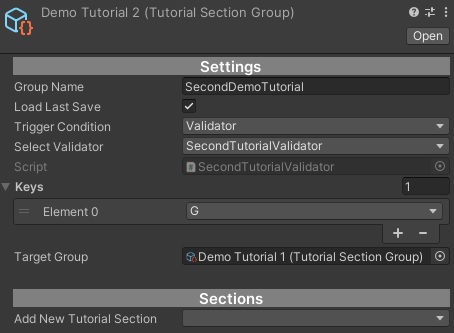 Demo Tutorial 2 (Tutorial Section Group)
Open
Settings
Group Name SecondDemoTutorial
Load Last Save
Trigger Condition Validator
Select Validator SecondTutorialValidator
Script SecondTutorialValidator
Keys 1
Element 0 G
Target Group Demo Tutorial 1 (Tutorial Section Group)
Sections
Add New Tutorial Section